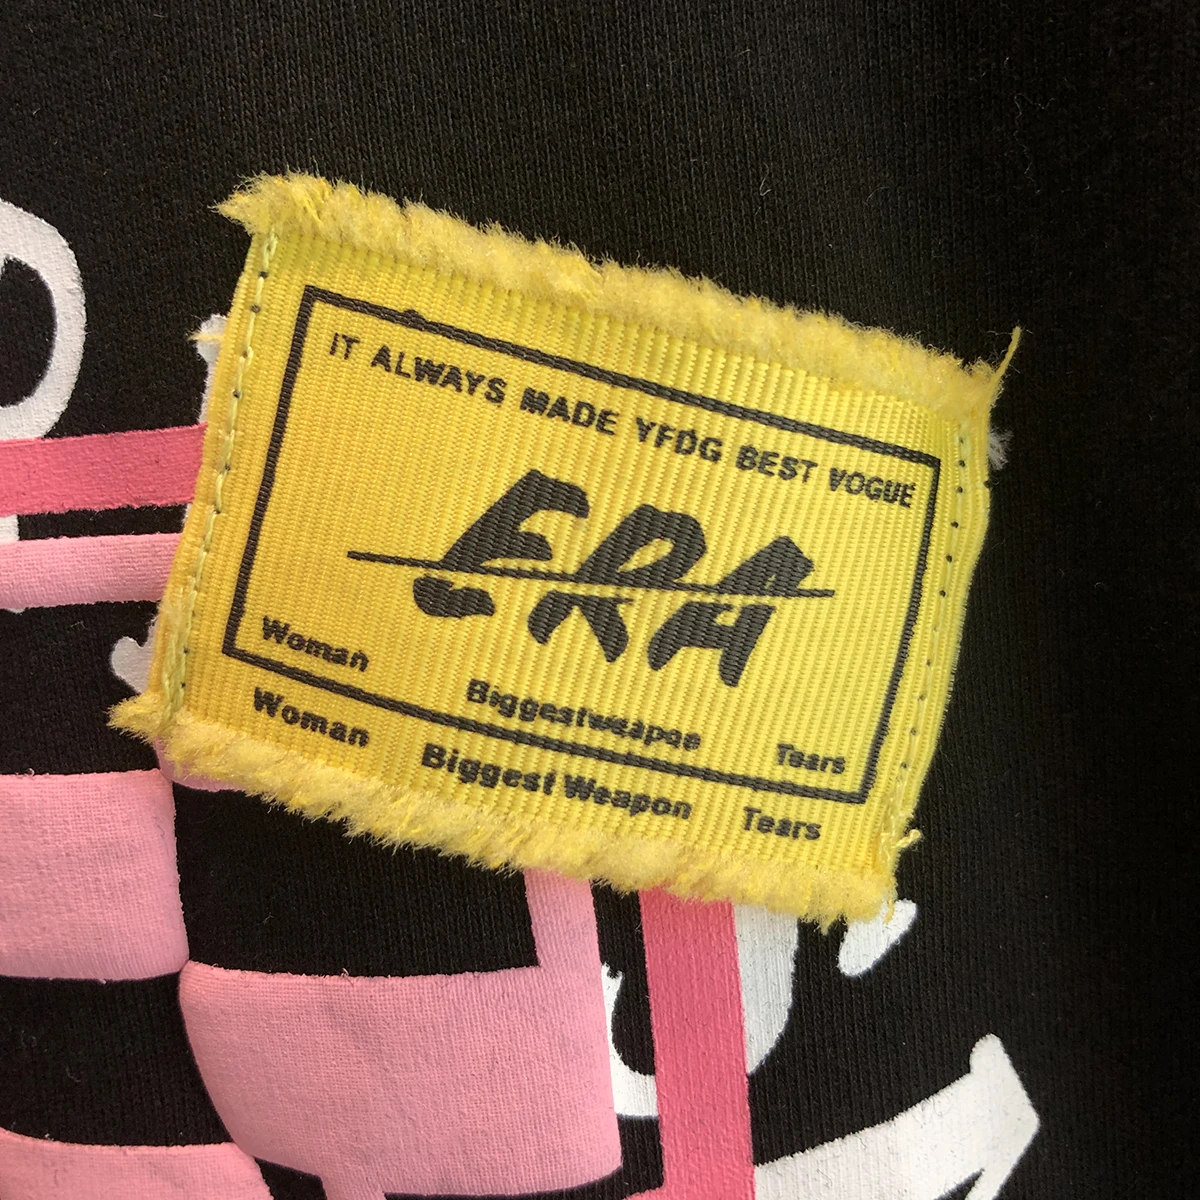 IT ALWAYS MADE YFDG BEST VOGUE
ERA
Woman Biggestweapon Tears
Woman Biggest Weapon Tears